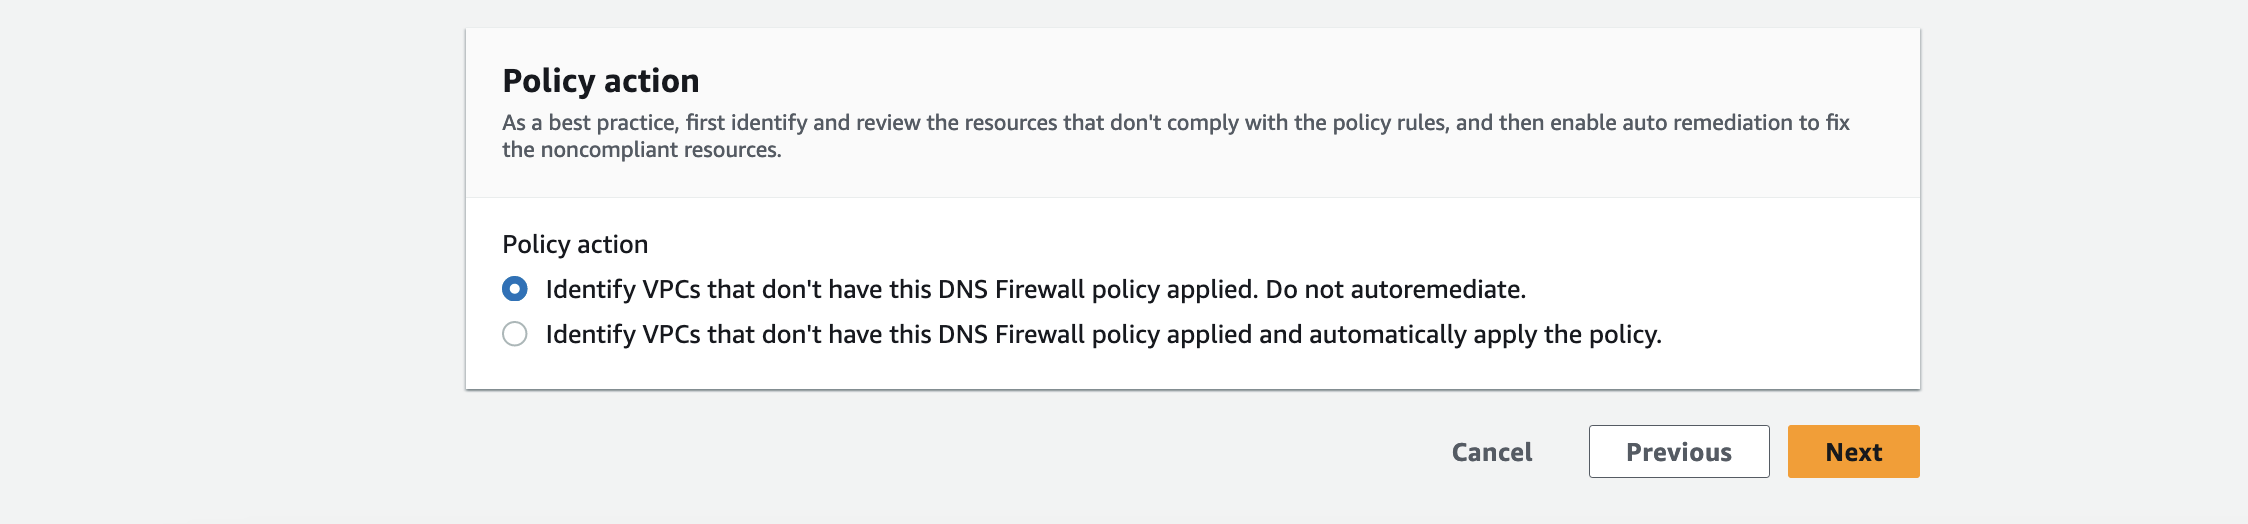 Policy action
As a best practice, first identify and review the resources that don't comply with the policy rules, and then enable auto remediation to fix
the noncompliant resources.
Policy action
Identify VPCs that don't have this DNS Firewall policy applied. Do not autoremediate.
Identify VPCs that don't have this DNS Firewall policy applied and automatically apply the policy.
Cancel Previous Next